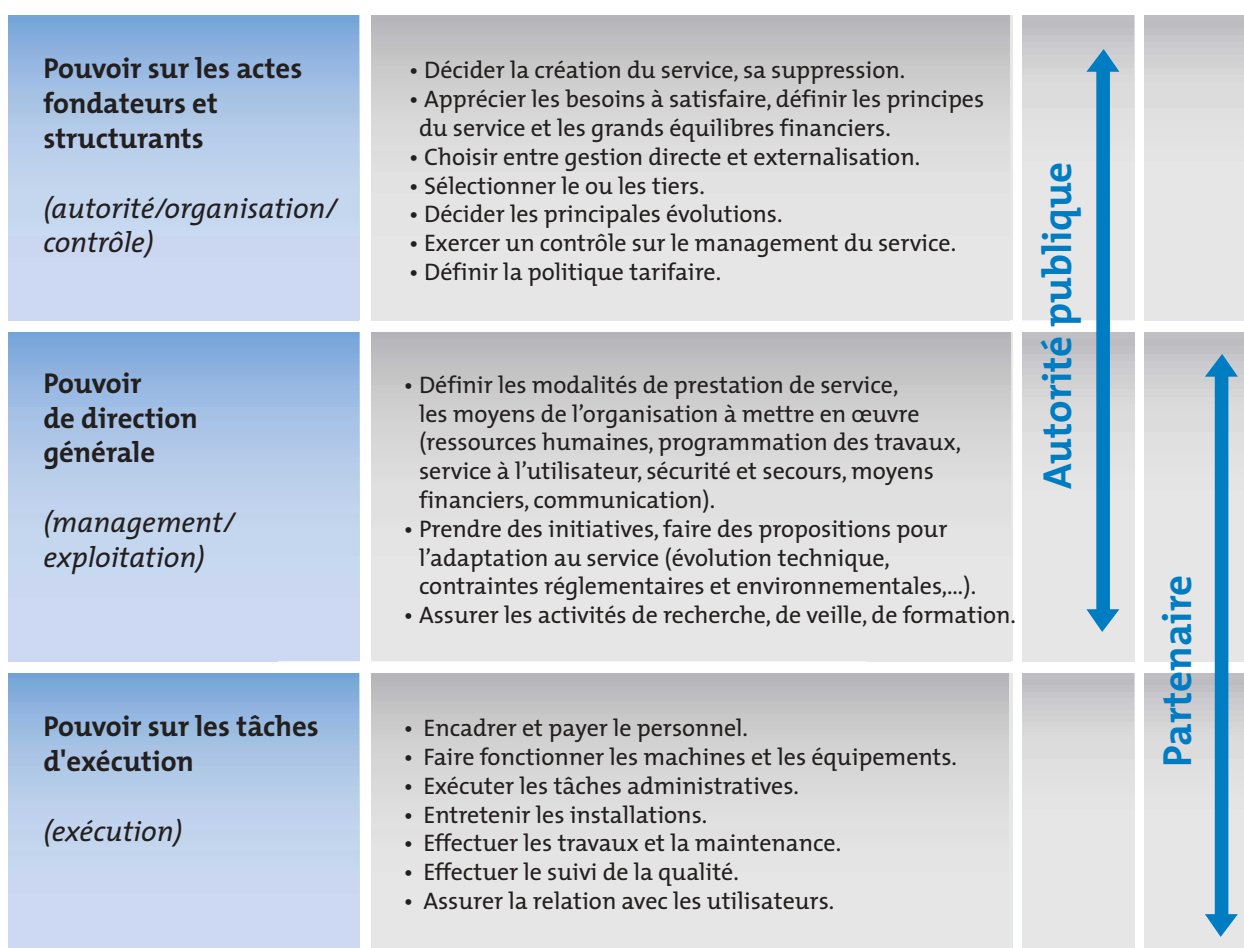 Pouvoir sur les actes
fondateurs et
structurants
(autorité/organisation/
contrôle)
• Décider la création du service, sa suppression.
• Apprécier les besoins à satisfaire, définir les principes
du service et les grands équilibres financiers.
• Choisir entre gestion directe et externalisation.
• Sélectionner le ou les tiers.
• Décider les principales évolutions.
• Exercer un contrôle sur le management du service.
• Définir la politique tarifaire.
Autorité publique
Pouvoir
de direction
générale
(management/
exploitation)
• Définir les modalités de prestation de service,
les moyens de l’organisation à mettre en œuvre
(ressources humaines, programmation des travaux,
service à l’utilisateur, sécurité et secours, moyens
financiers, communication).
• Prendre des initiatives, faire des propositions pour
l’adaptation au service (évolution technique,
contraintes réglementaires et environnementales,...).
• Assurer les activités de recherche, de veille, de formation.
Partenaire
Pouvoir sur les tâches
d'exécution
(exécution)
• Encadrer et payer le personnel.
• Faire fonctionner les machines et les équipements.
• Exécuter les tâches administratives.
• Entretenir les installations.
• Effectuer les travaux et la maintenance.
• Effectuer le suivi de la qualité.
• Assurer la relation avec les utilisateurs.